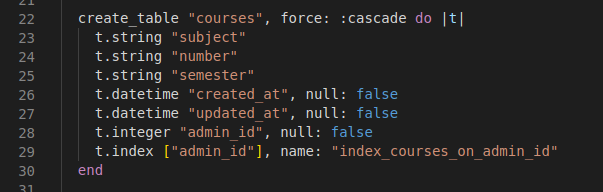 21
22 create_table "courses", force: :cascade do |t|
23 t.string "subject"
24 t.string "number"
25 t.string "semester"
26 t.datetime "created_at", null: false
27 t.datetime "updated_at", null: false
28 t.integer "admin_id", null: false
29 t.index ["admin_id"], name: "index_courses_on_admin_id"
30 end
31